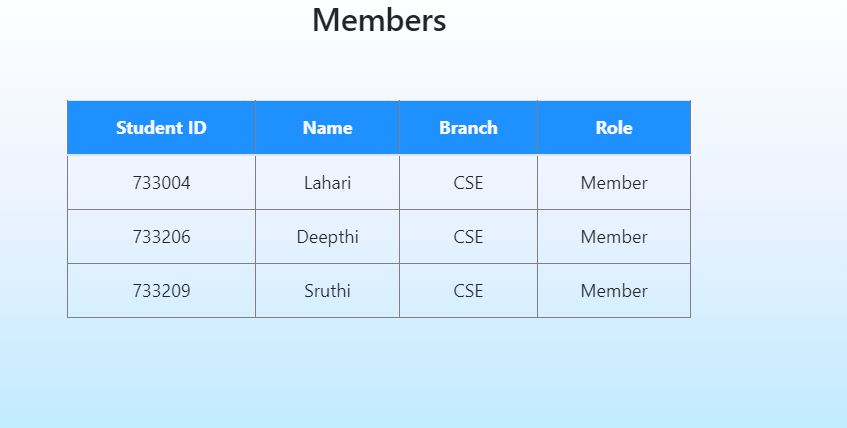 Members
Student ID Name Branch Role
733004 Lahari CSE Member
733206 Deepthi CSE Member
733209 Sruthi CSE Member